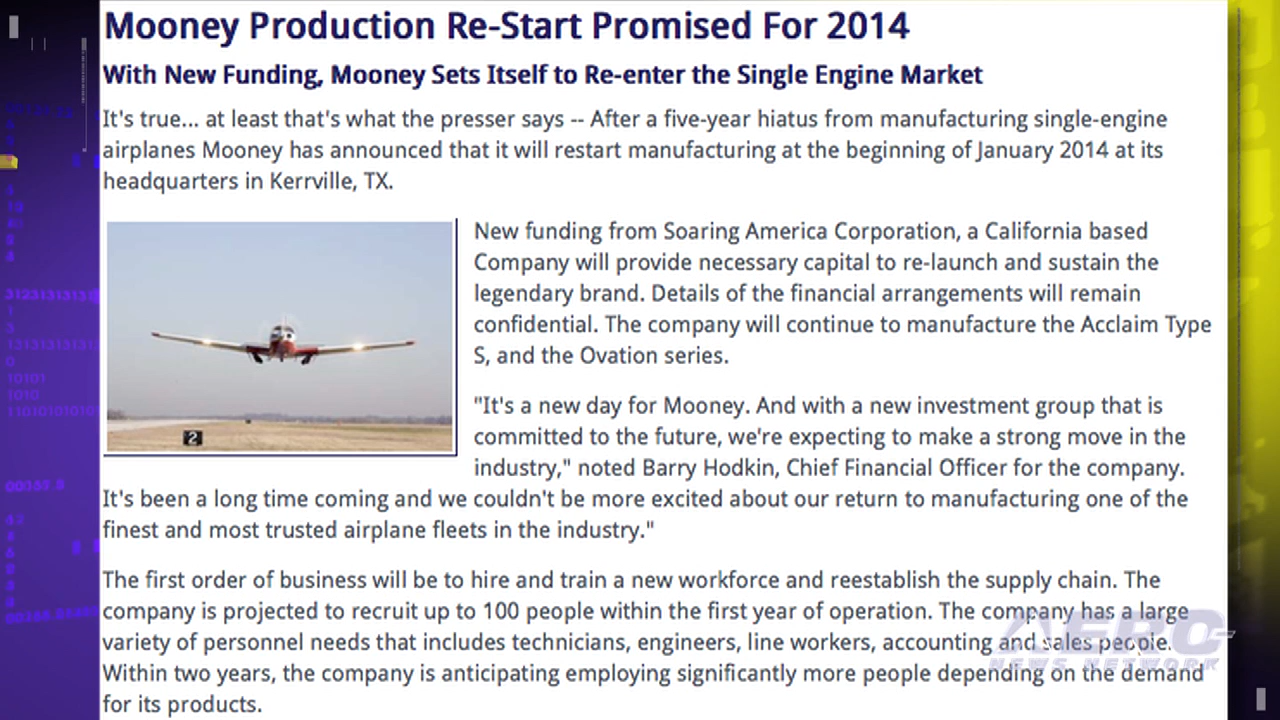 Mooney Production Re-Start Promised For 2014
With New Funding, Mooney Sets Itself to Re-enter the Single Engine Market
It's true... at least that's what the presser says -- After a five-year hiatus from manufacturing single-engine
airplanes Mooney has announced that it will restart manufacturing at the beginning of January 2014 at its
headquarters in Kerrville, TX.
New funding from Soaring America Corporation, a California based
Company will provide necessary capital to re-launch and sustain the
legendary brand. Details of the financial arrangements will remain
confidential. The company will continue to manufacture the Acclaim Type
S, and the Ovation series.
"It's a new day for Mooney. And with a new investment group that is
committed to the future, we're expecting to make a strong move in the
industry," noted Barry Hodkin, Chief Financial Officer for the company.
It's been a long time coming and we couldn't be more excited about our return to manufacturing one of the
finest and most trusted airplane fleets in the industry."
The first order of business will be to hire and train a new workforce and reestablish the supply chain. The
company is projected to recruit up to 100 people within the first year of operation. The company has a large
variety of personnel needs that includes technicians, engineers, line workers, accounting and sales people.
Within two years, the company is anticipating employing significantly more people depending on the demand
for its products.
2
AERO-
NEWS NETWORK
10101
1010